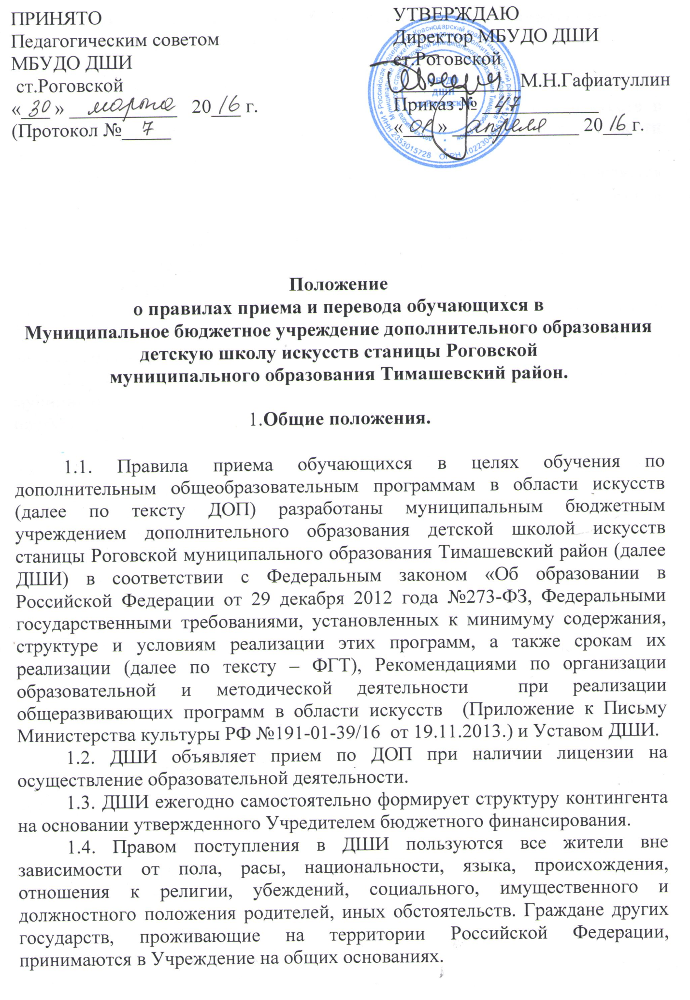 ПРИНЯТО
Педагогическим советом
МБУДО ДШИ
ст.Роговской
«30» марта 2016 г.
(Протокол № 7
УТВЕРЖДАЮ
Директор МБУДО ДШИ
ст.Роговской
М.Н.Гафиатуллин
Приказ № 47
«01» апреля 2016 г.
МБУДО
ДШИ
ст.Роговской
ИНН 2353015728 ОГРН
Положение
о правилах приема и перевода обучающихся в
Муниципальное бюджетное учреждение дополнительного образования
детскую школу искусств станицы Роговской
муниципального образования Тимашевский район.
1.Общие положения.
1.1. Правила приема обучающихся в целях обучения по
дополнительным общеобразовательным программам в области искусств
(далее по тексту ДОП) разработаны муниципальным бюджетным
учреждением дополнительного образования детской школой искусств
станицы Роговской муниципального образования Тимашевский район (далее
ДШИ) в соответствии с Федеральным законом «Об образовании в
Российской Федерации от 29 декабря 2012 года №273-ФЗ, Федеральными
государственными требованиями, установленных к минимуму содержания,
структуре и условиям реализации этих программ, а также срокам их
реализации (далее по тексту – ФГТ), Рекомендациями по организации
образовательной и методической деятельности при реализации
общеразвивающих программ в области искусств (Приложение к Письму
Министерства культуры РФ №191-01-39/16 от 19.11.2013.) и Уставом ДШИ.
1.2. ДШИ объявляет прием по ДОП при наличии лицензии на
осуществление образовательной деятельности.
1.3. ДШИ ежегодно самостоятельно формирует структуру контингента
на основании утвержденного Учредителем бюджетного финансирования.
1.4. Правом поступления в ДШИ пользуются все жители вне
зависимости от пола, расы, национальности, языка, происхождения,
отношения к религии, убеждений, социального, имущественного и
должностного положения родителей, иных обстоятельств. Граждане других
государств, проживающие на территории Российской Федерации,
принимаются в Учреждение на общих основаниях.